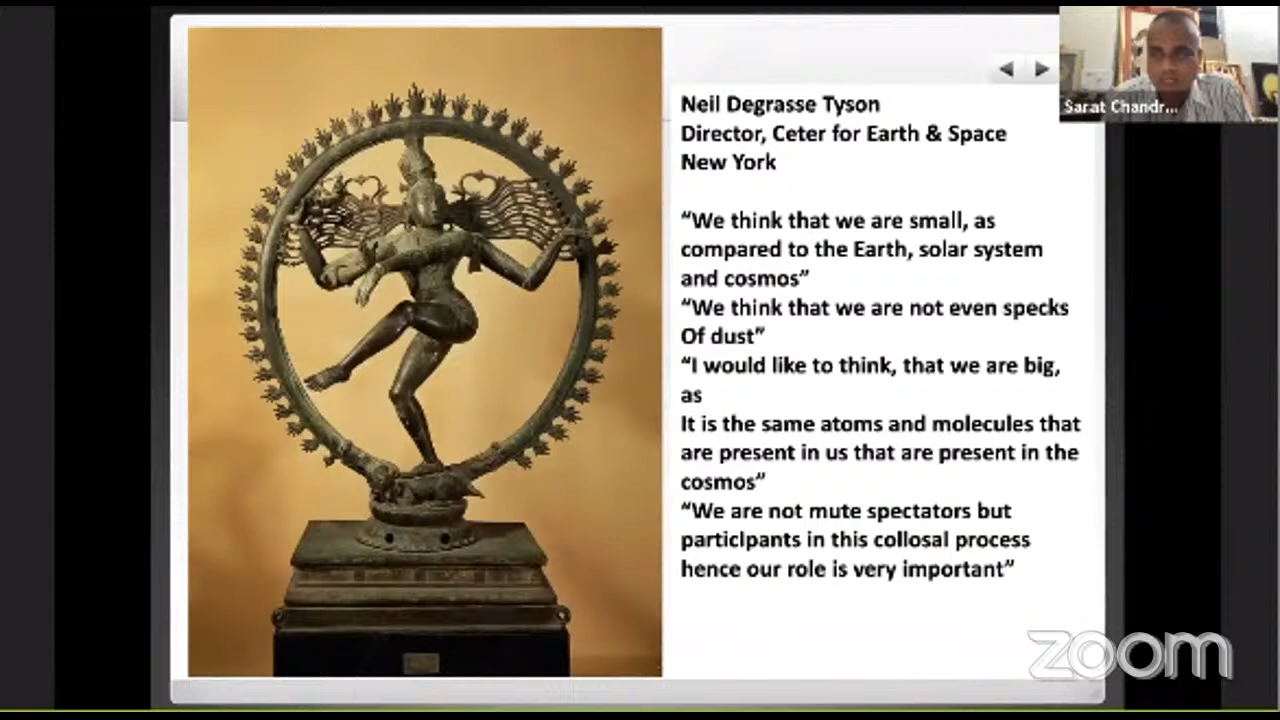 Neil Degrasse Tyson
Director, Ceter for Earth & Space
New York
“We think that we are small, as
compared to the Earth, solar system
and cosmos”
“We think that we are not even specks
Of dust”
“I would like to think, that we are big,
as
It is the same atoms and molecules that
are present in us that are present in the
cosmos”
“We are not mute spectators but
particlpants in this collosal process
hence our role is very important”
Sarat Chandr...
zoom